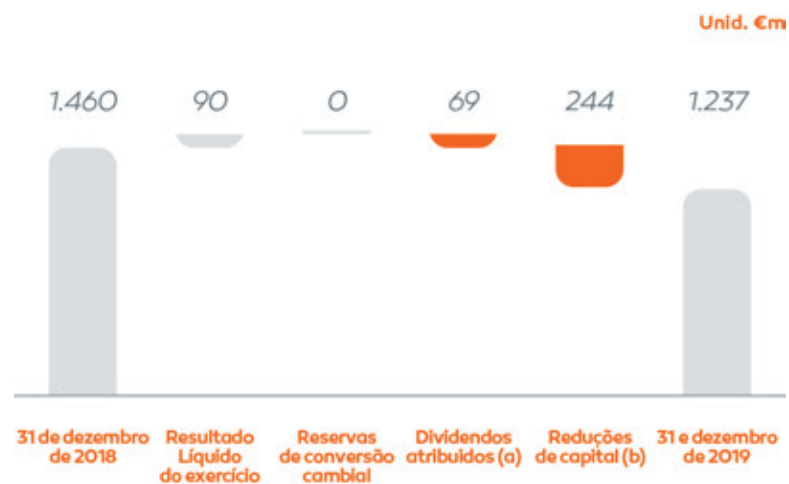 Unid. €m
1.460
90
0
69
244
1.237
31 de dezembro
de 2018
Resultado
Líquido
do exercício
Reservas
de conversão
cambial
Dividendos
atribuidos (a)
Reduções
de capital (b)
31 e dezembro
de 2019